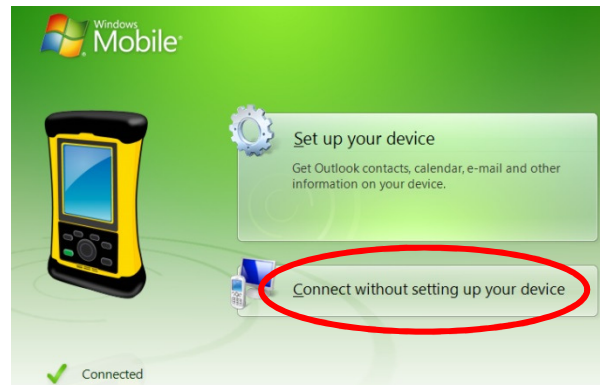 Windows
Mobile
Set up your device
Get Outlook contacts, calendar, e-mail and other
information on your device.
Connect without setting up your device
Connected